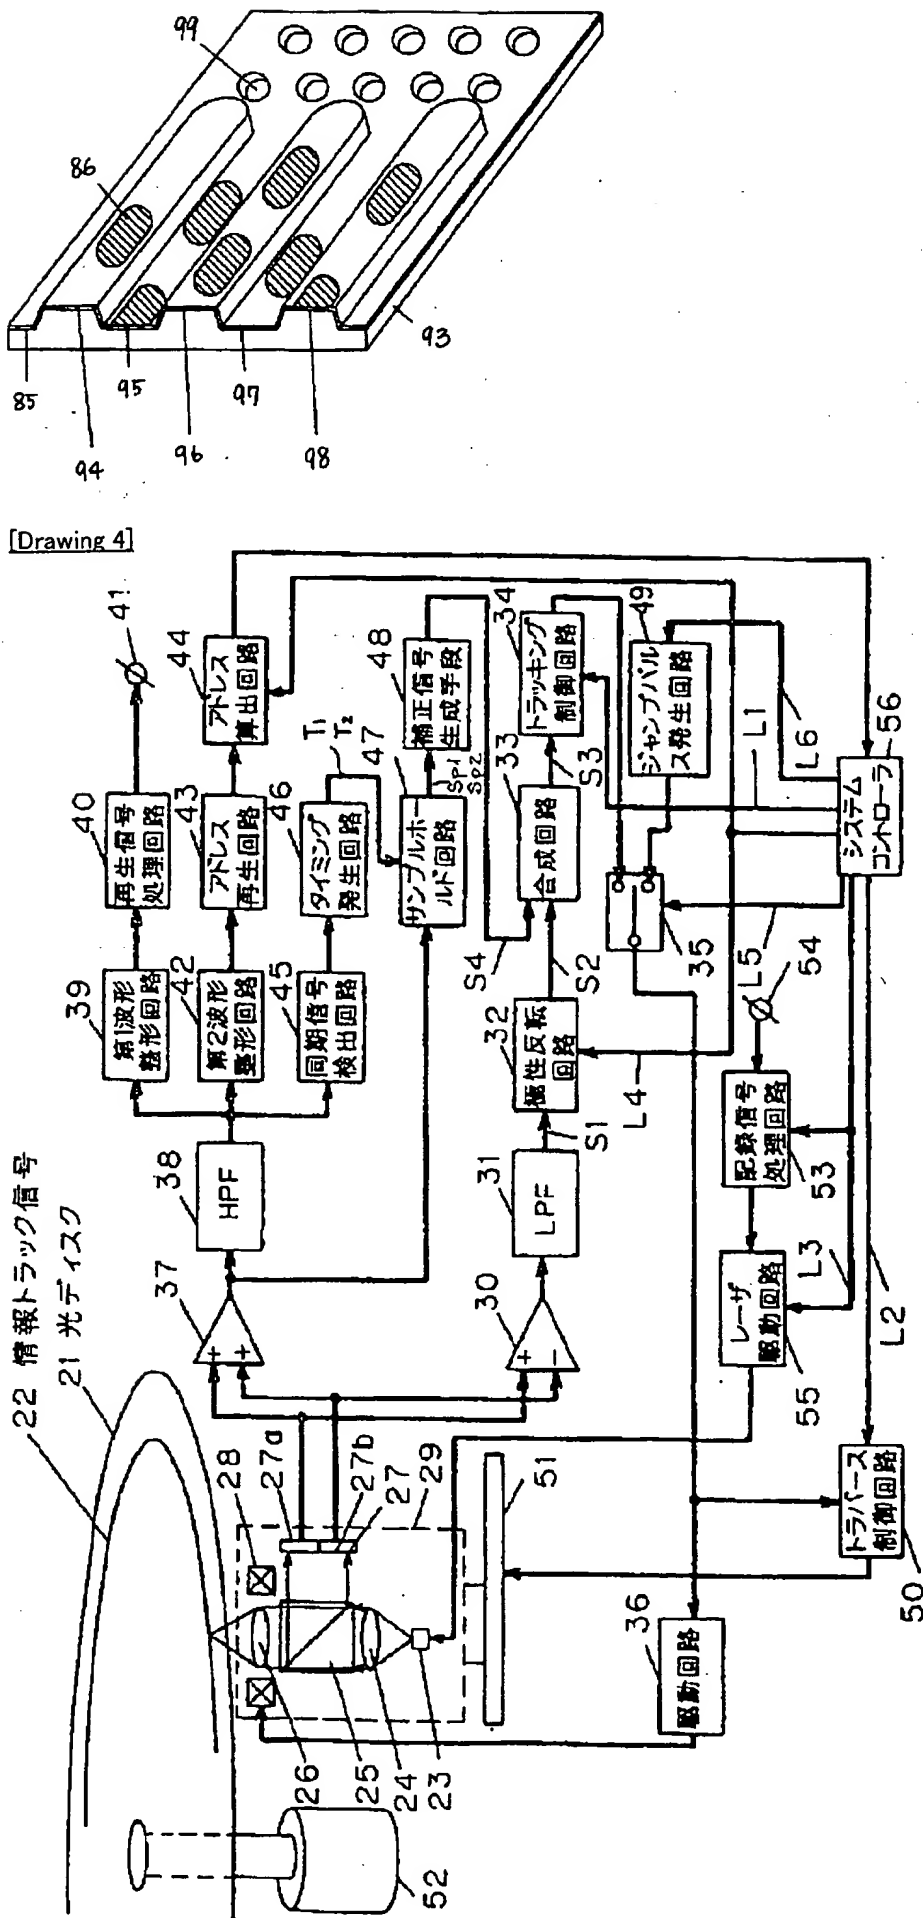 99
86
85
94
95
96
97
98
93
[Drawing 4]
22 情報トラック信号
21 光ディスク
28
27a
27b
27
29
26
25
24
23
51
52
37
38
HPF
39
第1波形
整形回路
40
再生信号
処理回路
41
42
第2波形
整形回路
43
アドレス
再生回路
44
アドレス
算出回路
45
同期信号
検出回路
46
タイミング
発生回路
T1
T2
47
サンプルホー
ルド回路
Sp1
Sp2
48
補正信号
生成手段
30
31
LPF
S1
32
極性反転
回路
S2
S4
33
合成回路
S3
34
トラッキング
制御回路
49
ジャンプパル
ス発生回路
35
L4
L5
L1
L6
54
53
記録信号
処理回路
55
レーザ
駆動回路
L3
L2
システム
コントローラ
56
36
駆動回路
トラバース
制御回路
50